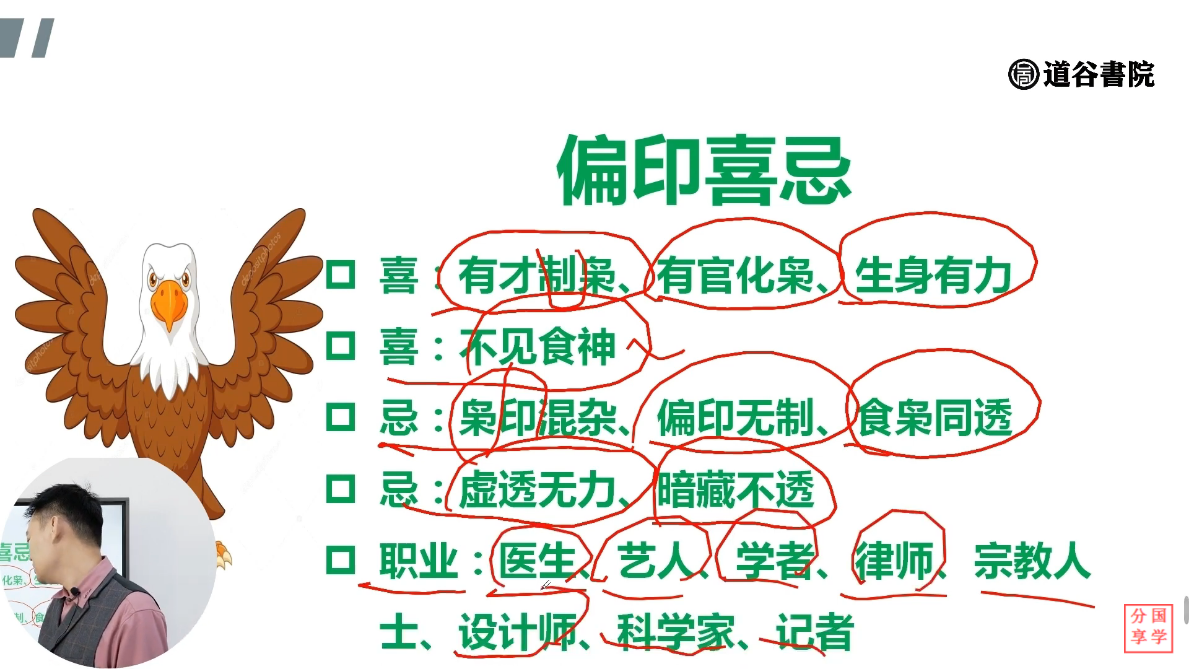 道谷書院
偏印喜忌
喜：有才制枭、有官化枭、生身有力
喜：不见食神
忌：枭印混杂、偏印无制、食枭同透
忌：虚透无力、暗藏不透
职业：医生、艺人、学者、律师、宗教人
士、设计师、科学家、记者
分国
享学